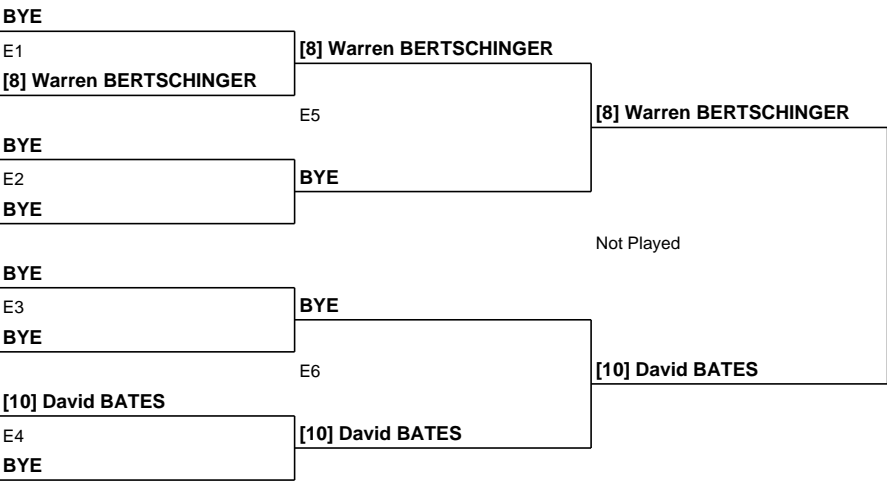 BYE
E1
[8] Warren BERTSCHINGER
[8] Warren BERTSCHINGER
E5
[8] Warren BERTSCHINGER
BYE
E2
BYE
BYE
Not Played
BYE
E3
BYE
BYE
E6
[10] David BATES
[10] David BATES
E4
[10] David BATES
BYE